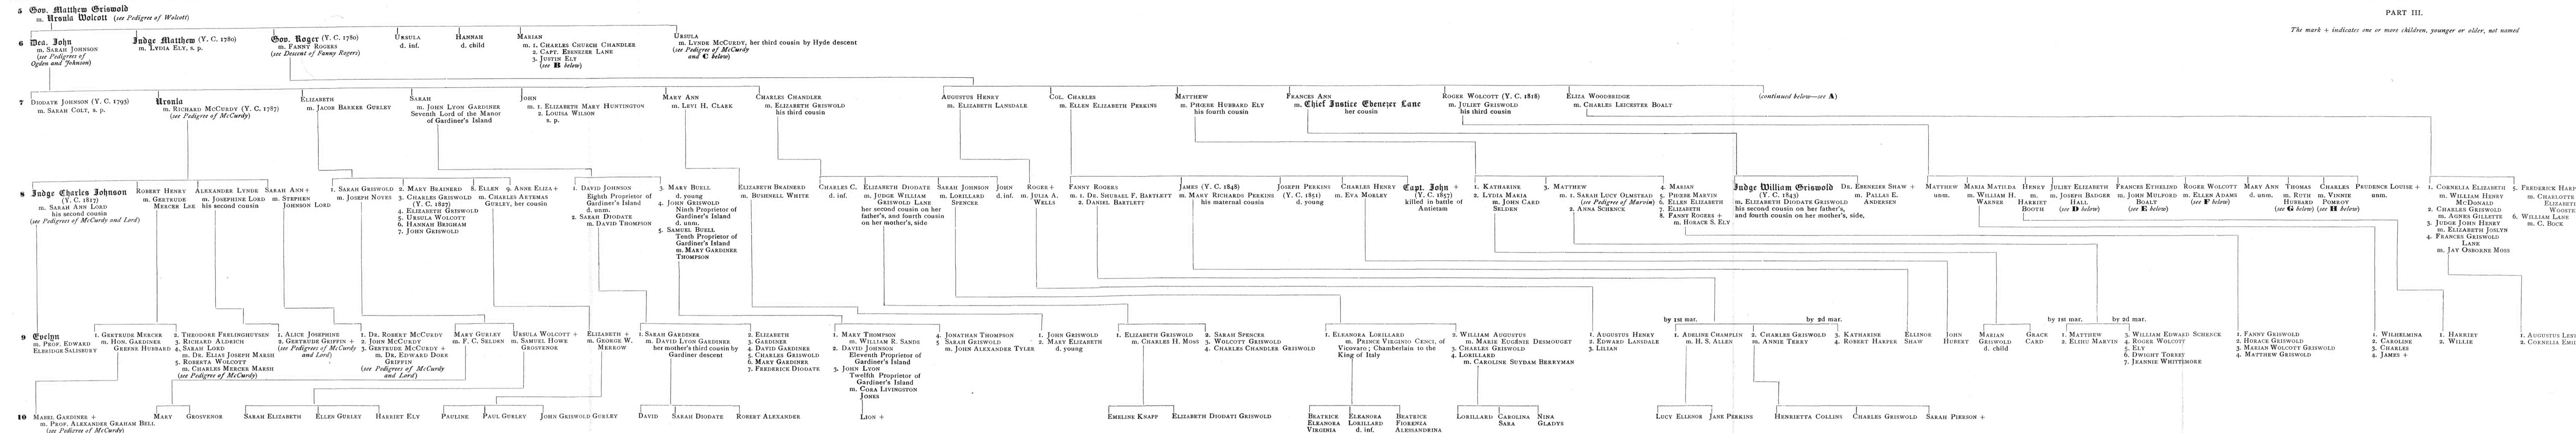 PART III.
The mark + indicates one or more children, younger or older, not named
5 Gov. Matthew Griswold
m. Ursula Wolcott (see Pedigree of Wolcott)
6 Dea. John
m. SARAH JOHNSON
(see Pedigrees of
Ogden and Johnson)
Judge Matthew (Y. C. 1780)
m. LYDIA ELY, s. p.
Gov. Roger (Y. C. 1780)
m. FANNY ROGERS
(see Descent of Fanny Rogers)
URSULA
d. inf.
HANNAH
d. child
MARIAN
m. 1. CHARLES CHURCH CHANDLER
2. CAPT. EBENEZER LANE
3. JUSTIN ELY
(see B below)
URSULA
m. LYNDE McCURDY, her third cousin by Hyde descent
(see Pedigree of McCurdy
and C below)
7 DIODATE JOHNSON (Y. C. 1793)
m. SARAH COLT, s. p.
Ursula
m. RICHARD McCURDY (Y. C. 1787)
(see Pedigree of McCurdy)
ELIZABETH
m. JACOB BARKER GURLEY
SARAH
m. JOHN LYON GARDINER
Seventh Lord of the Manor
of Gardiner's Island
JOHN
m. 1. ELIZABETH MARY HUNTINGTON
2. LOUISA WILSON
s. p.
MARY ANN
m. LEVI H. CLARK
CHARLES CHANDLER
m. ELIZABETH GRISWOLD
his third cousin
AUGUSTUS HENRY
m. ELIZABETH LANSDALE
COL. CHARLES
m. ELLEN ELIZABETH PERKINS
MATTHEW
m. PHŒBE HUBBARD ELY
his fourth cousin
FRANCES ANN
m. Chief Justice Ebenezer Lane
her cousin
ROGER WOLCOTT (Y. C. 1818)
m. JULIET GRISWOLD
his third cousin
ELIZA WOODBRIDGE
m. CHARLES LEICESTER BOALT
(continued below—see A)
8 Judge Charles Johnson
(Y. C. 1817)
m. SARAH ANN LORD
his second cousin
(see Pedigrees of McCurdy and Lord)
ROBERT HENRY
m. GERTRUDE
MERCER LEE
ALEXANDER LYNDE
m. JOSEPHINE LORD
his second cousin
SARAH ANN +
m. STEPHEN
JOHNSON LORD
1. SARAH GRISWOLD
m. JOSEPH NOYES
2. MARY BRAINERD
3. CHARLES GRISWOLD
(Y. C. 1827)
4. ELIZABETH GRISWOLD
5. URSULA WOLCOTT
6. HANNAH BRIGHAM
7. JOHN GRISWOLD
8. ELLEN
9. ANNE ELIZA +
m. CHARLES ARTEMAS
GURLEY, her cousin
1. DAVID JOHNSON
Eighth Proprietor of
Gardiner's Island
d. unm.
2. SARAH DIODATE
m. DAVID THOMPSON
3. MARY BUELL
d. young
4. JOHN GRISWOLD
Ninth Proprietor of
Gardiner's Island
d. unm.
5. SAMUEL BUELL
Tenth Proprietor of
Gardiner's Island
m. MARY GARDINER
THOMPSON
ELIZABETH BRAINERD
m. BUSHNELL WHITE
CHARLES C.
d. inf.
ELIZABETH DIODATE
m. JUDGE WILLIAM
GRISWOLD LANE
her second cousin on her
father's, and fourth cousin
on her mother's, side
SARAH JOHNSON
m. LORILLARD
SPENCER
JOHN
d. inf.
ROGER +
m. JULIA A.
WELLS
FANNY ROGERS
m. 1. DR. SHUBAEL F. BARTLETT
2. DANIEL BARTLETT
JAMES (Y. C. 1848)
m. MARY RICHARDS PERKINS
his maternal cousin
JOSEPH PERKINS
(Y. C. 1851)
d. young
CHARLES HENRY
m. EVA MORLEY
Capt. John +
(Y. C. 1857)
killed in battle of
Antietam
1. KATHARINE
2. LYDIA MARIA
m. JOHN CARD
SELDEN
3. MATTHEW
m. 1. SARAH LUCY OLMSTEAD
(see Pedigree of Marvin)
2. ANNA SCHENCK
4. MARIAN
5. PHŒBE MARVIN
6. ELLEN ELIZABETH
7. ELIZABETH
8. FANNY ROGERS +
m. HORACE S. ELY
Judge William Griswold
(Y. C. 1843)
m. ELIZABETH DIODATE GRISWOLD
his second cousin on her father's,
and fourth cousin on her mother's, side,
DR. EBENEZER SHAW +
m. PALLAS E.
ANDERSEN
MATTHEW
unm.
MARIA MATILDA
m. WILLIAM H.
WARNER
HENRY
m.
HARRIET
BOOTH
JULIET ELIZABETH
m. JOSEPH BADGER
HALL
(see D below)
FRANCES ETHELIND
m. JOHN MULFORD
BOALT
(see E below)
ROGER WOLCOTT
m. ELLEN ADAMS
(see F below)
MARY ANN
d. unm.
THOMAS
m. RUTH
HUBBARD
(see G below)
CHARLES
m. VINNIE
POMROY
(see H below)
PRUDENCE LOUISE +
unm.
1. CORNELIA ELIZABETH
m. WILLIAM HENRY
McDONALD
2. CHARLES GRISWOLD
m. AGNES GILLETTE
3. JUDGE JOHN HENRY
m. ELIZABETH JOSLYN
4. FRANCES GRISWOLD
LANE
m. JAY OSBORNE MOSS
5. FREDERICK HARP
m. CHARLOTTE
ELIZABETH
WOOSTE
6. WILLIAM LANE
m. C. BOCK
9 Evelyn
m. PROF. EDWARD
ELBRIDGE SALISBURY
1. GERTRUDE MERCER
m. HON. GARDINER
GREENE HUBBARD
2. THEODORE FRELINGHUYSEN
3. RICHARD ALDRICH
4. SARAH LORD
m. DR. ELIAS JOSEPH MARSH
5. ROBERTA WOLCOTT
m. CHARLES MERCER MARSH
(see Pedigree of McCurdy)
1. ALICE JOSEPHINE
2. GERTRUDE GRIFFIN +
(see Pedigrees of McCurdy
and Lord)
1. DR. ROBERT McCURDY
2. JOHN McCURDY
3. GERTRUDE McCURDY +
m. DR. EDWARD DORR
GRIFFIN
(see Pedigrees of McCurdy
and Lord)
MARY GURLEY
m. F. C. SELDEN
URSULA WOLCOTT +
m. SAMUEL HOWE
GROSVENOR
ELIZABETH +
m. GEORGE W.
MERROW
1. SARAH GARDINER
m. DAVID LYON GARDINER
her mother's third cousin by
Gardiner descent
2. ELIZABETH
3. GARDINER
4. DAVID GARDINER
5. CHARLES GRISWOLD
6. MARY GARDINER
7. FREDERICK DIODATE
1. MARY THOMPSON
m. WILLIAM R. SANDS
2. DAVID JOHNSON
Eleventh Proprietor of
Gardiner's Island
3. JOHN LYON
Twelfth Proprietor of
Gardiner's Island
m. CORA LIVINGSTON
JONES
4. JONATHAN THOMPSON
5. SARAH GRISWOLD
m. JOHN ALEXANDER TYLER
1. JOHN GRISWOLD
2. MARY ELIZABETH
d. young
1. ELIZABETH GRISWOLD
m. CHARLES H. MOSS
2. SARAH SPENCER
3. WOLCOTT GRISWOLD
4. CHARLES CHANDLER GRISWOLD
1. ELEANORA LORILLARD
m. PRINCE VIRGINIO CENCI, of
Vicovaro; Chamberlain to the
King of Italy
2. WILLIAM AUGUSTUS
m. MARIE EUGÉNIE DESMOUGET
3. CHARLES GRISWOLD
4. LORILLARD
m. CAROLINE SUYDAM BERRYMAN
1. AUGUSTUS HENRY
2. EDWARD LANSDALE
3. LILIAN
by 1st mar.
1. ADELINE CHAMPLIN
m. H. S. ALLEN
by 2d mar.
2. CHARLES GRISWOLD
m. ANNIE TERRY
3. KATHARINE
4. ROBERT HARPER
ELLINOR
SHAW
JOHN
HUBERT
MARIAN
GRISWOLD
d. child
GRACE
CARD
by 1st mar.
1. MATTHEW
2. ELIHU MARVIN
by 2d mar.
3. WILLIAM EDWARD SCHENCK
4. ROGER WOLCOTT
5. ELY
6. DWIGHT TORREY
7. JEANNIE WHITTIMORE
1. FANNY GRISWOLD
2. HORACE GRISWOLD
3. MARIAN WOLCOTT GRISWOLD
4. MATTHEW GRISWOLD
1. WILHELMINA
2. CAROLINE
3. CHARLES
4. JAMES +
1. HARRIET
2. WILLIE
1. AUGUSTUS LES
2. CORNELIA EMI
10 MABEL GARDINER +
m. PROF. ALEXANDER GRAHAM BELL
(see Pedigree of McCurdy)
MARY
GROSVENOR
SARAH ELIZABETH
ELLEN GURLEY
HARRIET ELY
PAULINE
PAUL GURLEY
JOHN GRISWOLD GURLEY
DAVID
SARAH DIODATE
ROBERT ALEXANDER
LION +
EMELINE KNAPP
ELIZABETH DIODATI GRISWOLD
BEATRICE
ELEANORA
VIRGINIA
ELEANORA
LORILLARD
d. inf.
BEATRICE
FIORENZA
ALESSANDRINA
LORILLARD
CAROLINA
SARA
NINA
GLADYS
LUCY ELLENOR
JANE PERKINS
HENRIETTA COLLINS
CHARLES GRISWOLD
SARAH PIERSON +